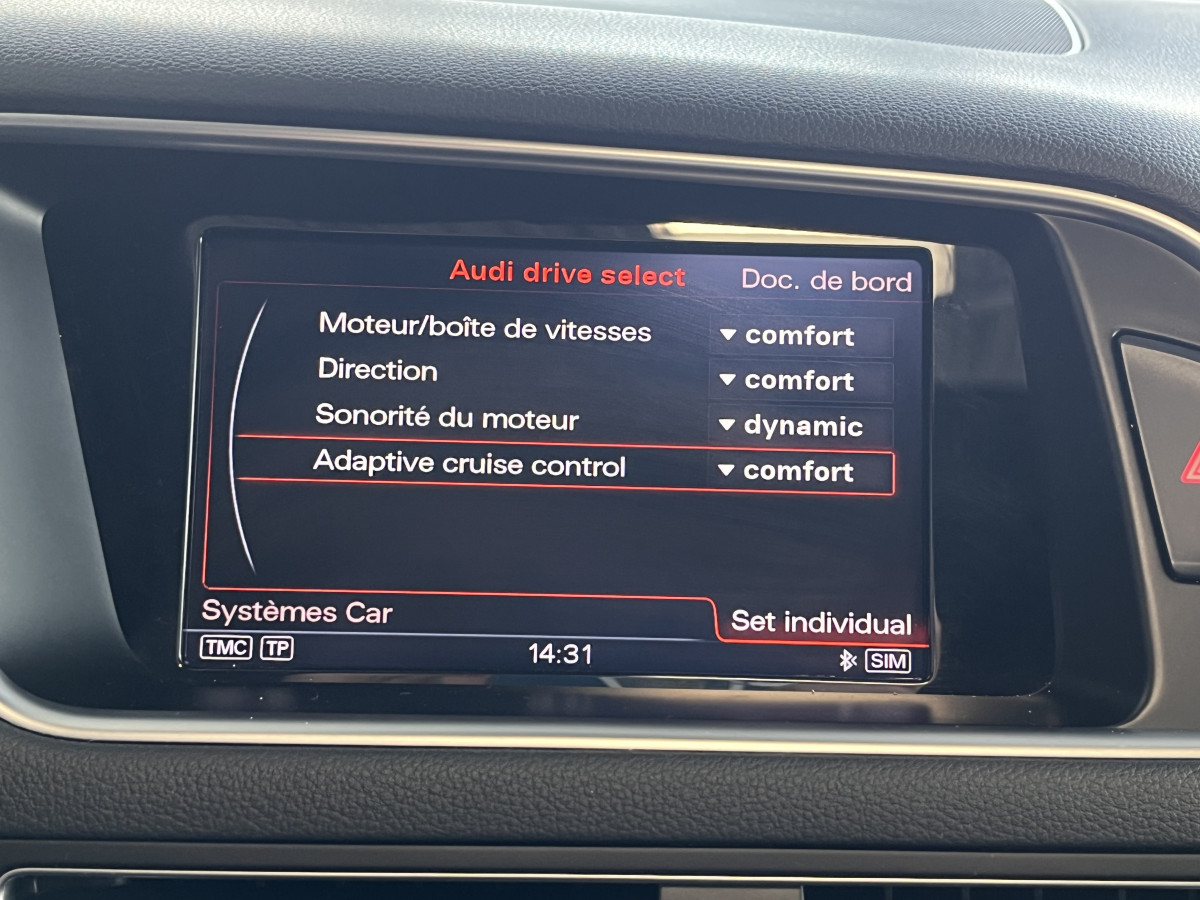 Audi drive select Doc. de bord
Moteur/boîte de vitesses comfort
Direction comfort
Sonorité du moteur dynamic
Adaptive cruise control comfort
Systèmes Car Set individual
TMC TP 14:31 SIM